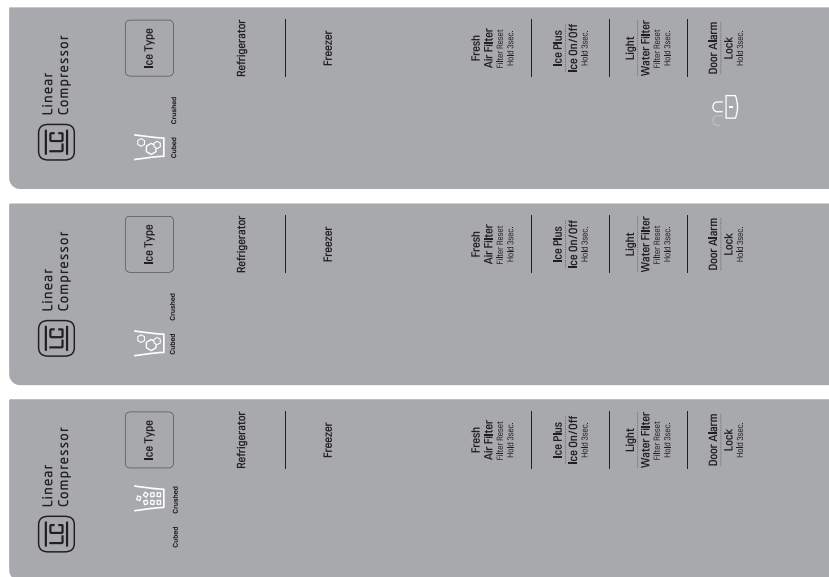 LC
Linear
Compressor
Ice Type
Cubed
Crushed
Refrigerator
Freezer
Fresh
Air Filter
Filter Reset
Hold 3sec.
Ice Plus
Ice On/Off
Hold 3sec.
Light
Water Filter
Filter Reset
Hold 3sec.
Door Alarm
Lock
Hold 3sec.
LC
Linear
Compressor
Ice Type
Cubed
Crushed
Refrigerator
Freezer
Fresh
Air Filter
Filter Reset
Hold 3sec.
Ice Plus
Ice On/Off
Hold 3sec.
Light
Water Filter
Filter Reset
Hold 3sec.
Door Alarm
Lock
Hold 3sec.
LC
Linear
Compressor
Ice Type
Cubed
Crushed
Refrigerator
Freezer
Fresh
Air Filter
Filter Reset
Hold 3sec.
Ice Plus
Ice On/Off
Hold 3sec.
Light
Water Filter
Filter Reset
Hold 3sec.
Door Alarm
Lock
Hold 3sec.